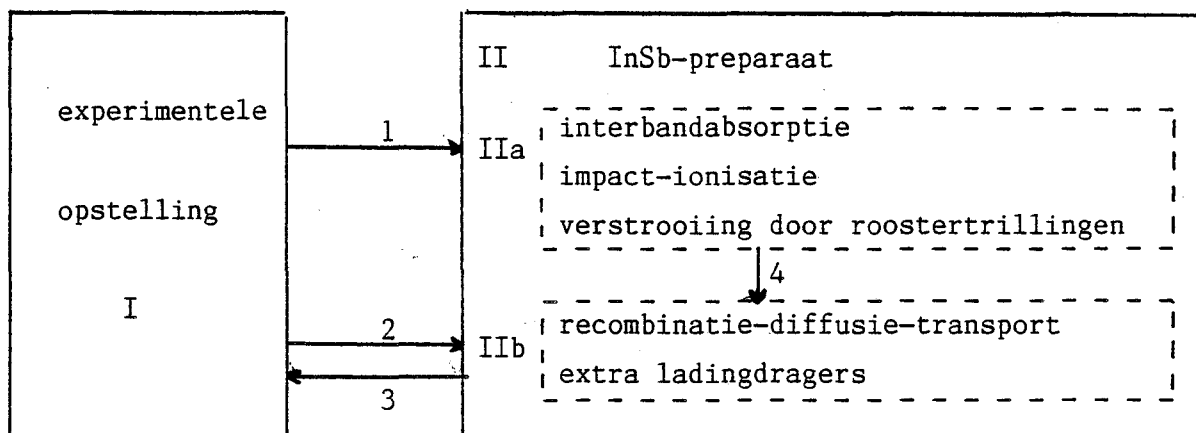 experimentele
opstelling
I
1
2
3
II InSb-preparaat
IIa
interbandabsorptie
impact-ionisatie
verstrooiing door roostertrillingen
4
IIb
recombinatie-diffusie-transport
extra ladingdragers